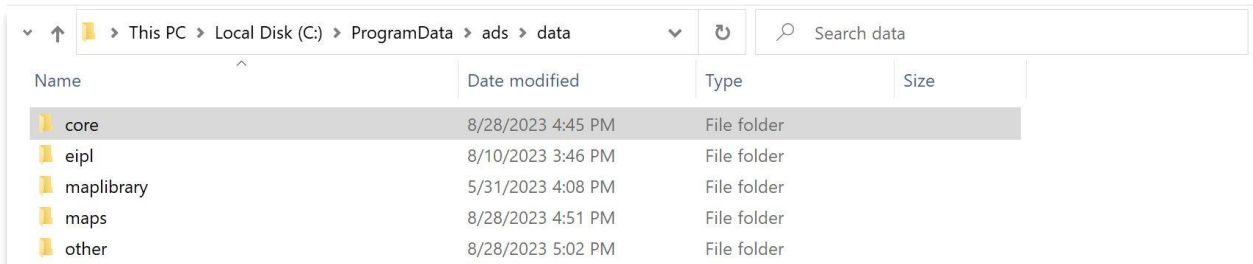 This PC > Local Disk (C:) > ProgramData > ads > data Search data
Name Date modified Type Size
core 8/28/2023 4:45 PM File folder
eipl 8/10/2023 3:46 PM File folder
maplibrary 5/31/2023 4:08 PM File folder
maps 8/28/2023 4:51 PM File folder
other 8/28/2023 5:02 PM File folder